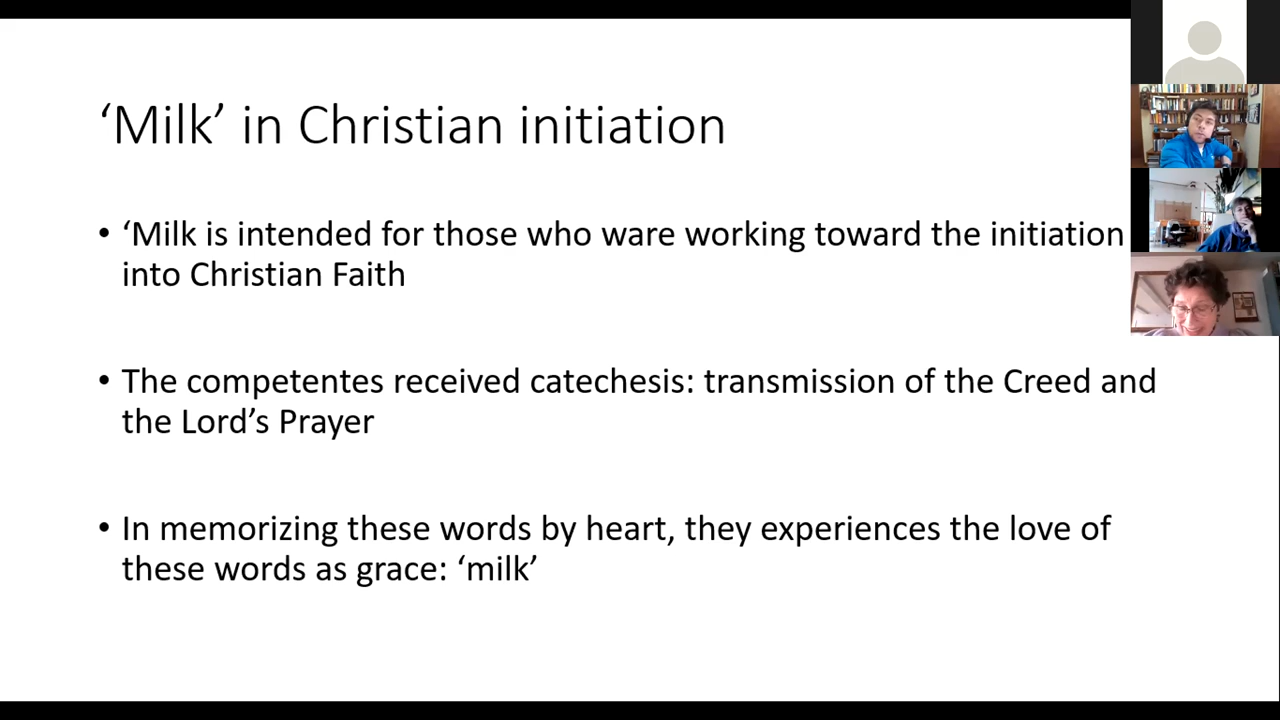 ‘Milk’ in Christian initiation
• ‘Milk is intended for those who ware working toward the initiation
into Christian Faith
• The competentes received catechesis: transmission of the Creed and
the Lord’s Prayer
• In memorizing these words by heart, they experiences the love of
these words as grace: ‘milk’